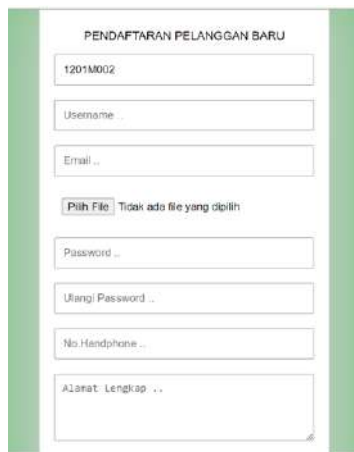 PENDAFTARAN PELANGGAN BARU
1201M002
Username ..
Email ..
Pilih File Tidak ada file yang dipilih
Password ..
Ulangi Password ..
No.Handphone ..
Alamat Lengkap ..